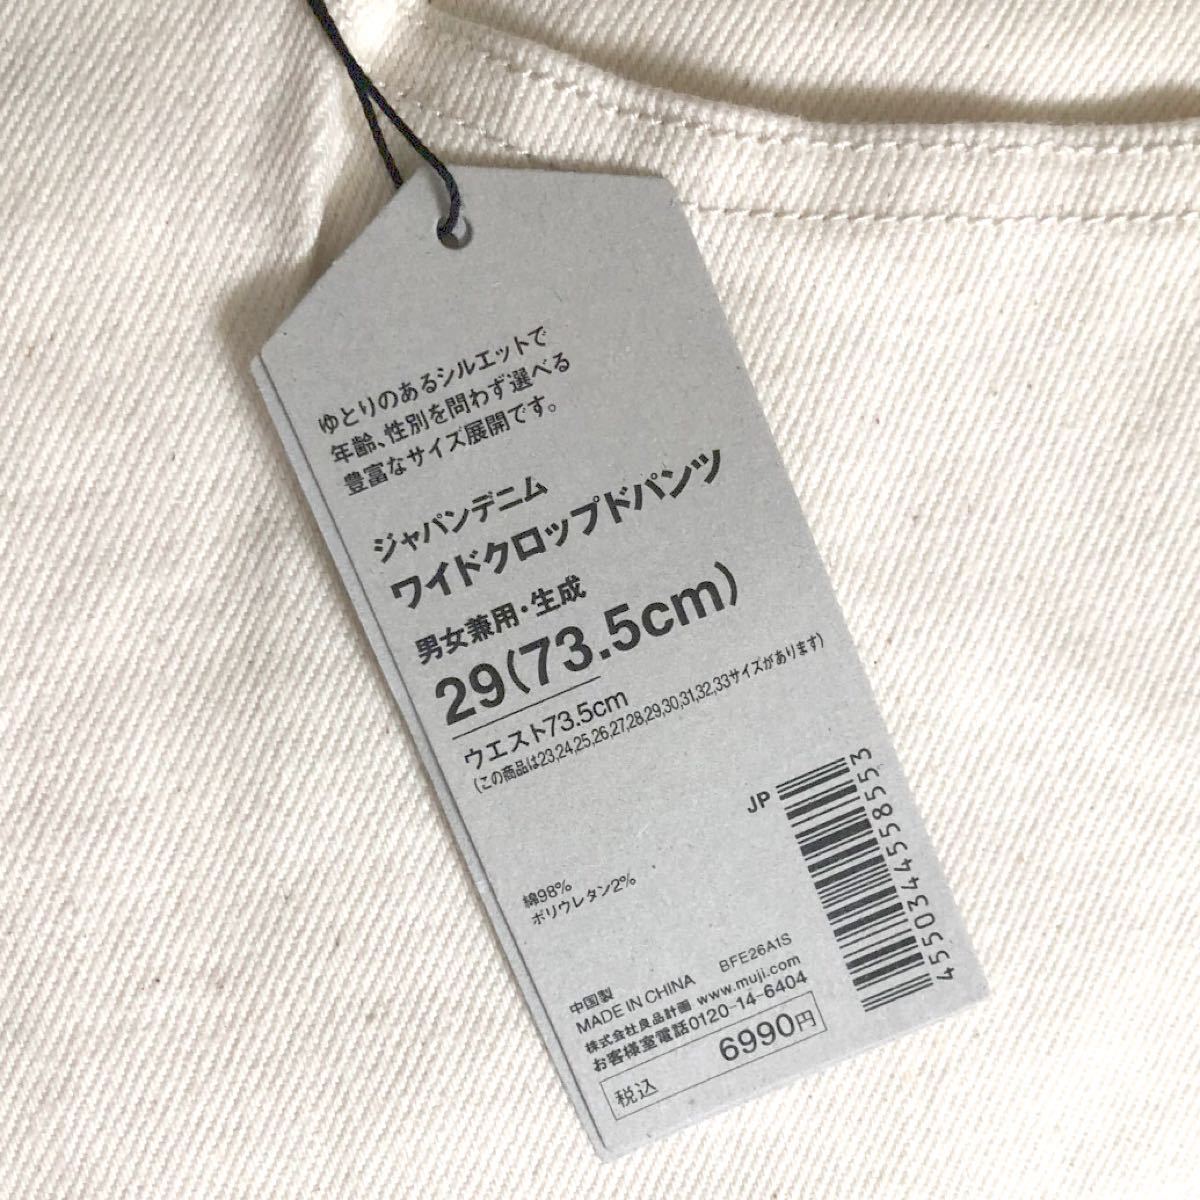 ゆとりのあるシルエットで
年齢、性別を問わず選べる
豊富なサイズ展開です。
ジャパンデニム
ワイドクロップドパンツ
男女兼用・生成
29(73.5cm)
ウエスト73.5cm
(この商品は23,24,25,26,27,28,29,30,31,32,33サイズがあります)
JP
4550344558553
綿98%
ポリウレタン2%
中国製
MADE IN CHINA BFE26A1S
株式会社良品計画 www.muji.com
お客様室電話0120-14-6404
税込 6990円